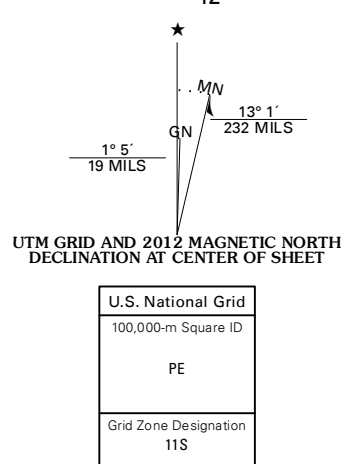 12
★
MN
GN
13° 1´
232 MILS
1° 5´
19 MILS
UTM GRID AND 2012 MAGNETIC NORTH
DECLINATION AT CENTER OF SHEET
U.S. National Grid
100,000-m Square ID
PE
Grid Zone Designation
11S